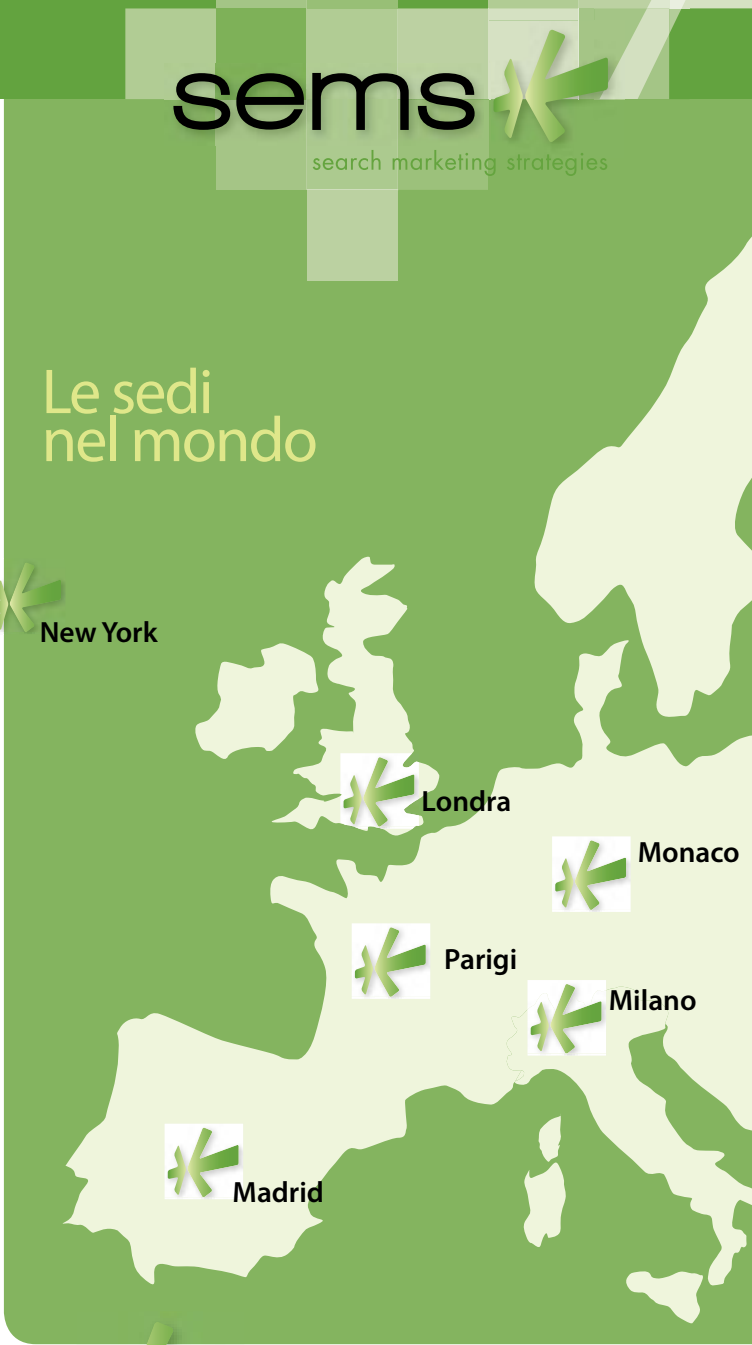 sems
search marketing strategies
Le sedi
nel mondo
New York
Londra
Monaco
Parigi
Milano
Madrid